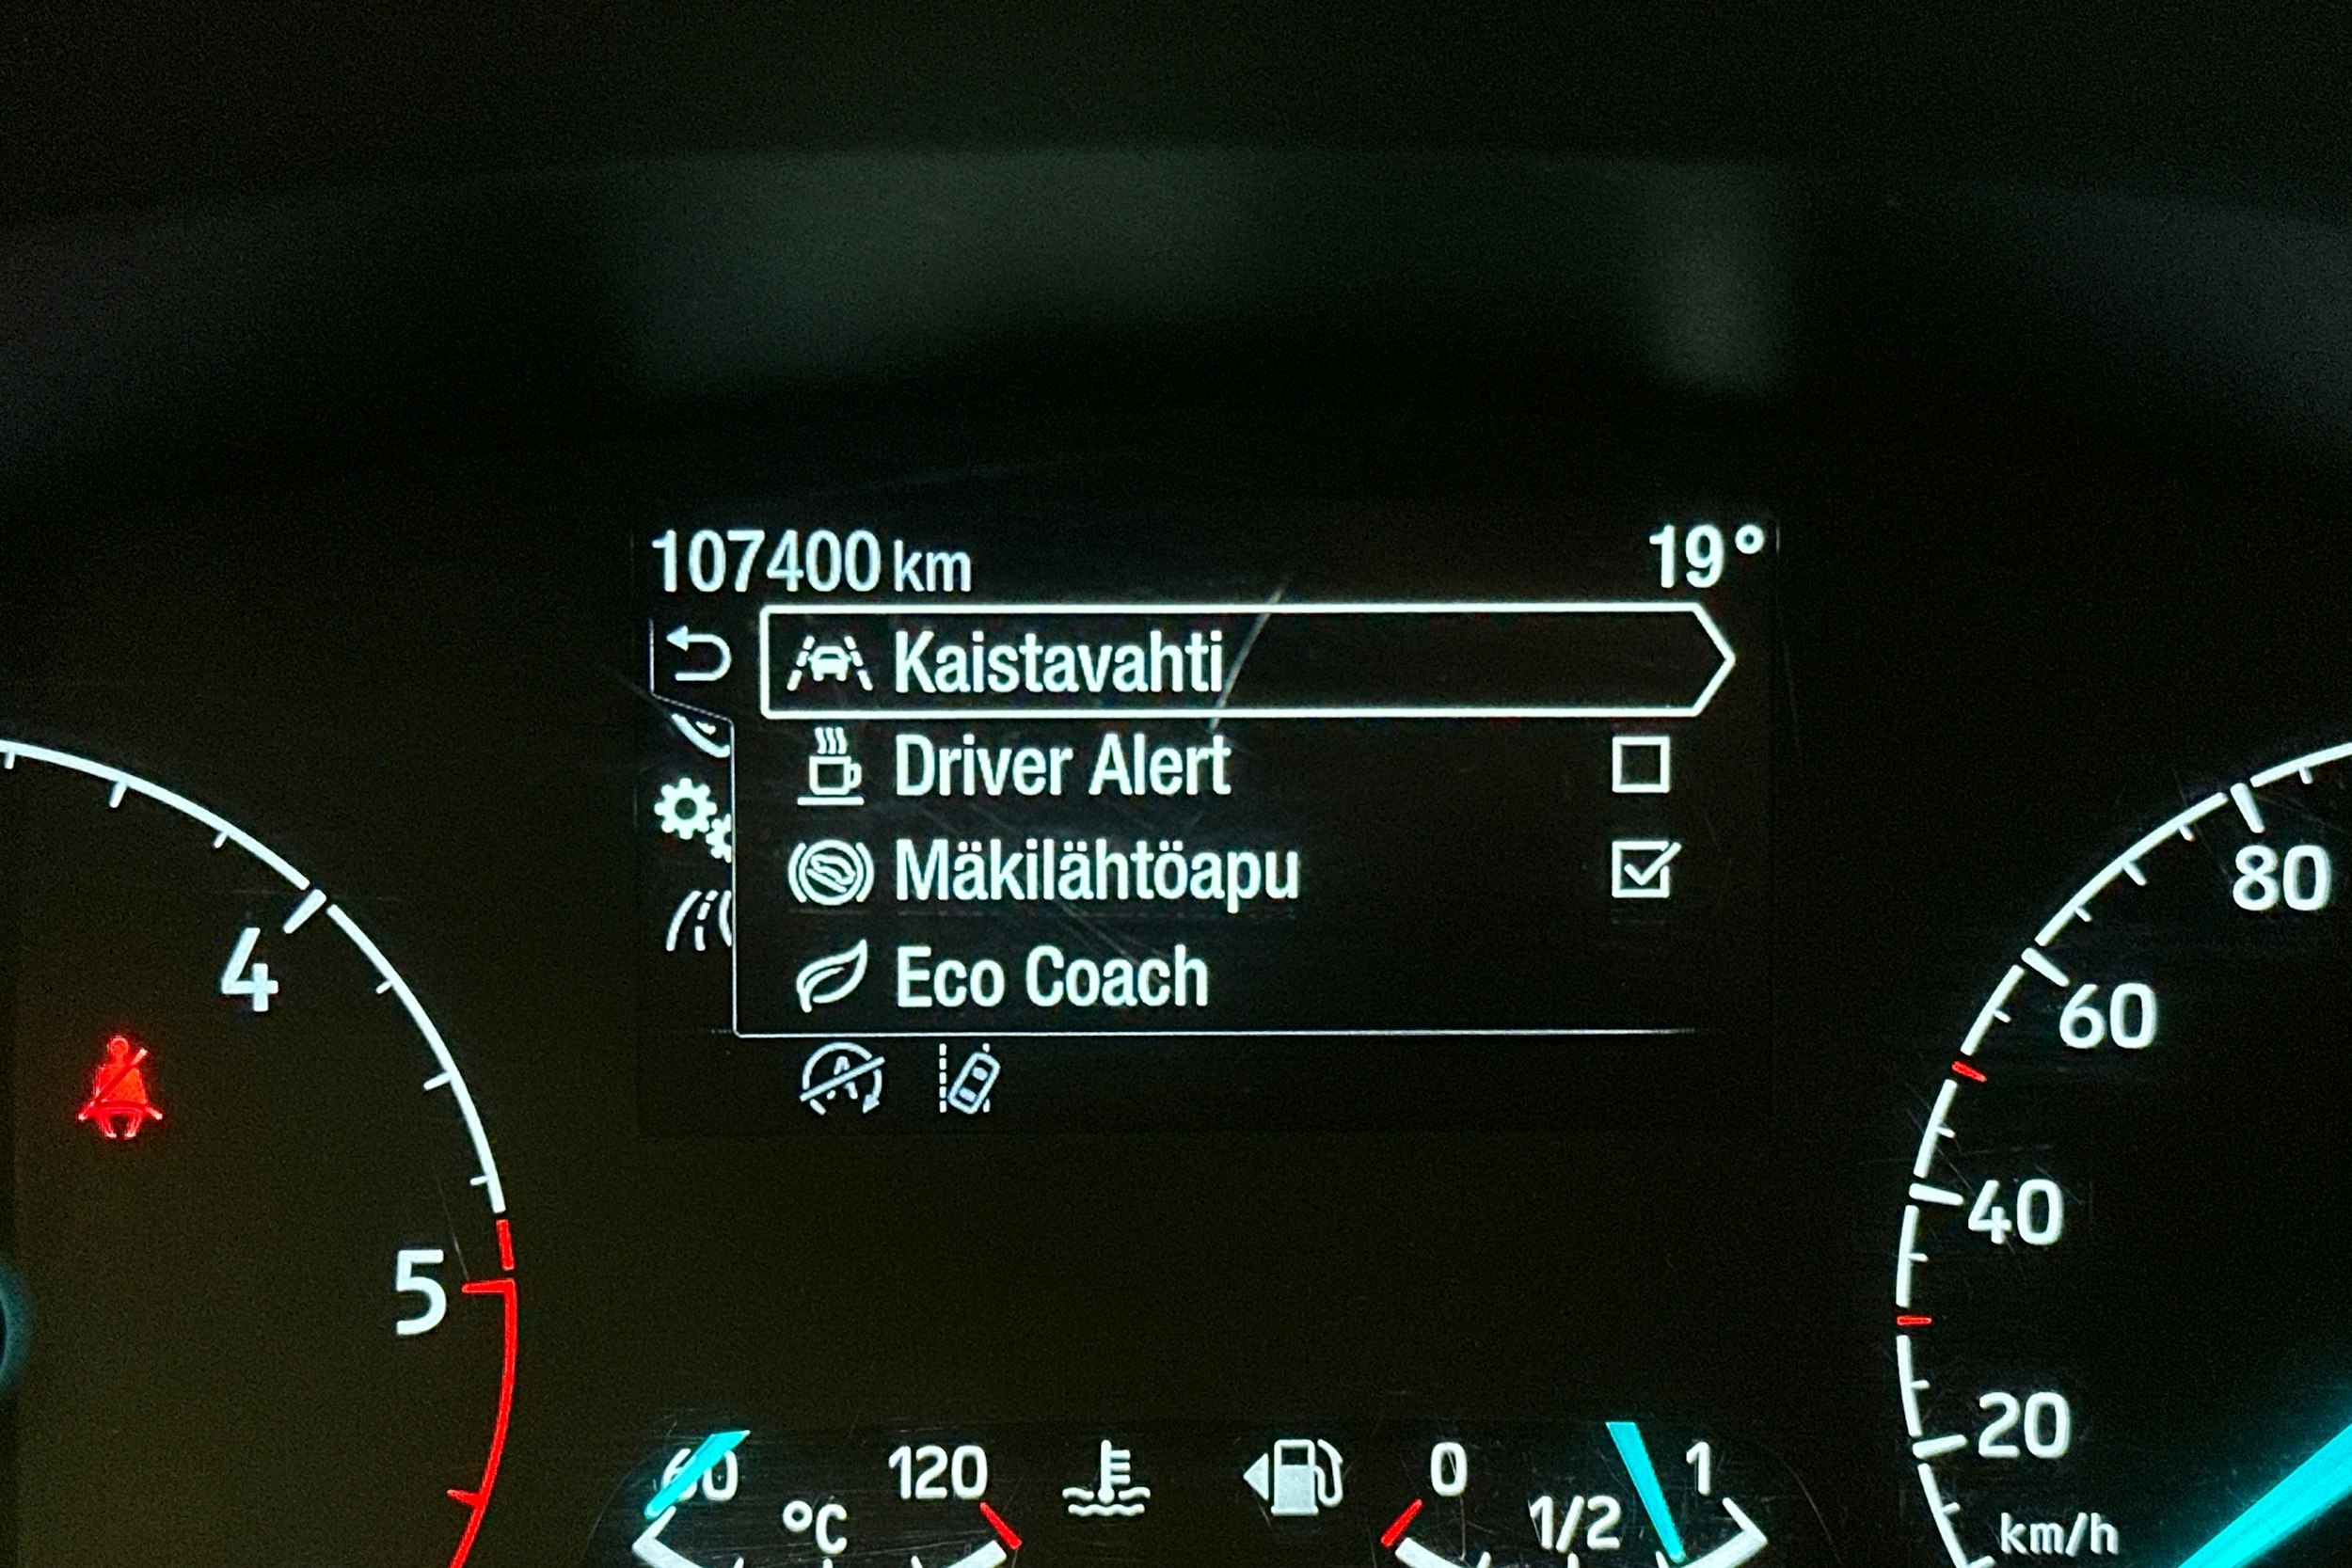 107400 km 19°
Kaistavahti
Driver Alert
Mäkilähtöapu
Eco Coach
A
4
5
80
60
40
20
km/h
60 120
°C
0 1/2 1